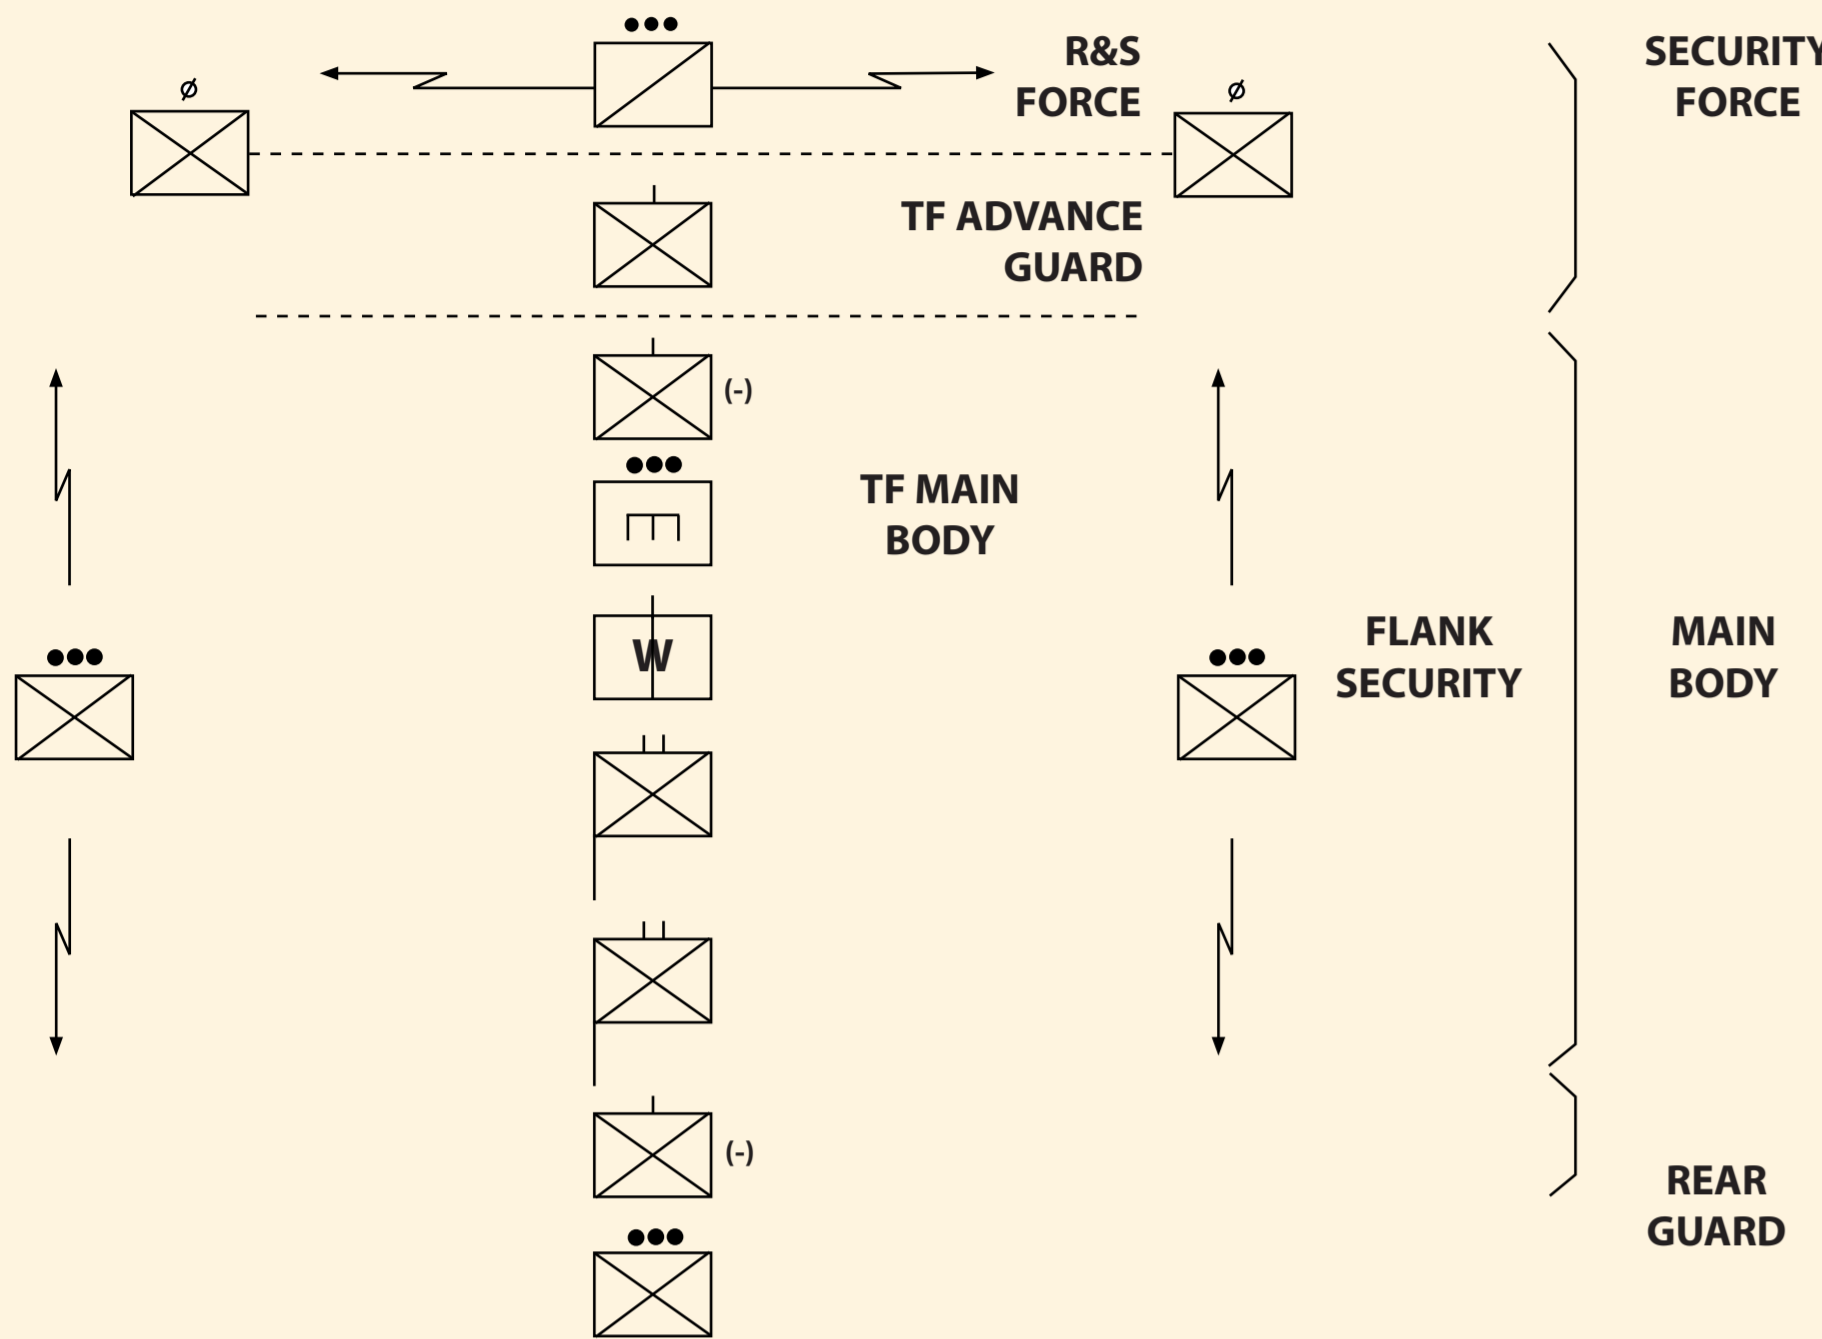 R&S
FORCE
SECURITY
FORCE
TF ADVANCE
GUARD
(-)
TF MAIN
BODY
W
FLANK
SECURITY
MAIN
BODY
(-)
REAR
GUARD